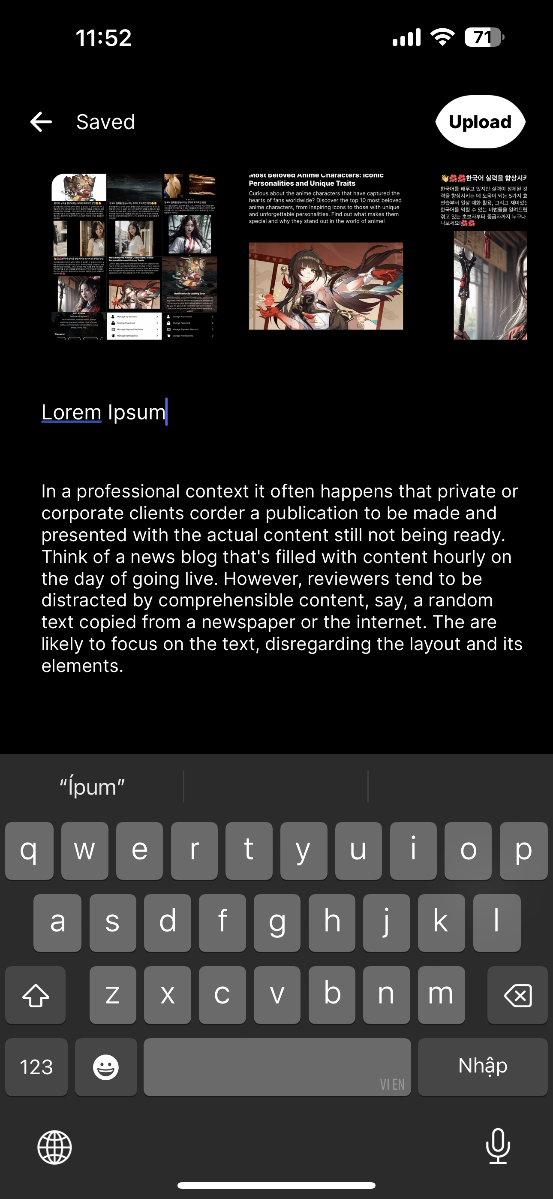 11:52
71
Saved
Upload
Most Beloved Anime Characters: Iconic
Personalities and Unique Traits
Curious about the anime characters that have captured the
hearts of fans worldwide? Discover the top 10 most beloved
anime characters, from inspiring icons to those with unique
and unforgettable personalities. Find out what makes them
special and why they stand out in the world of anime!
👋🌺🌺한국어 실력을 향상시키
Lorem Ipsum
In a professional context it often happens that private or
corporate clients corder a publication to be made and
presented with the actual content still not being ready.
Think of a news blog that's filled with content hourly on
the day of going live. However, reviewers tend to be
distracted by comprehensible content, say, a random
text copied from a newspaper or the internet. The are
likely to focus on the text, disregarding the layout and its
elements.
“Ípum”
q w e r t y u i o p
a s d f g h j k l
z x c v b n m
123
VI EN
Nhập